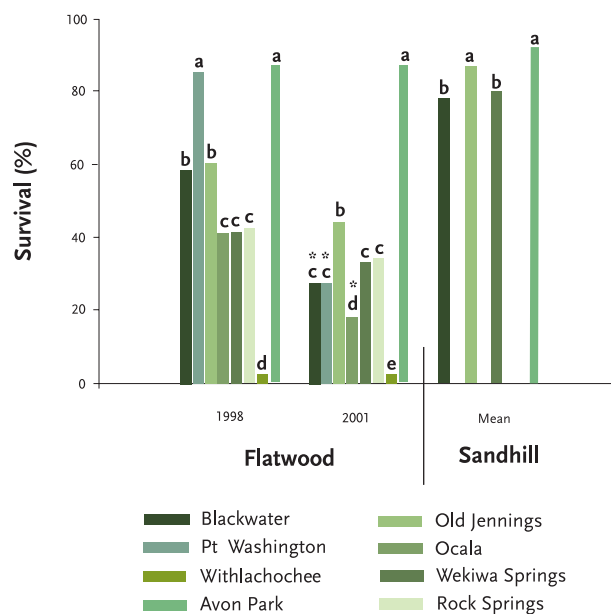 100
80
60
40
20
0
Survival (%)
b a b c c c d a
* * c c b * d c c e a
b a b a
1998 2001 Mean
Flatwood Sandhill
Blackwater
Pt Washington
Withlachochee
Avon Park
Old Jennings
Ocala
Wekiwa Springs
Rock Springs